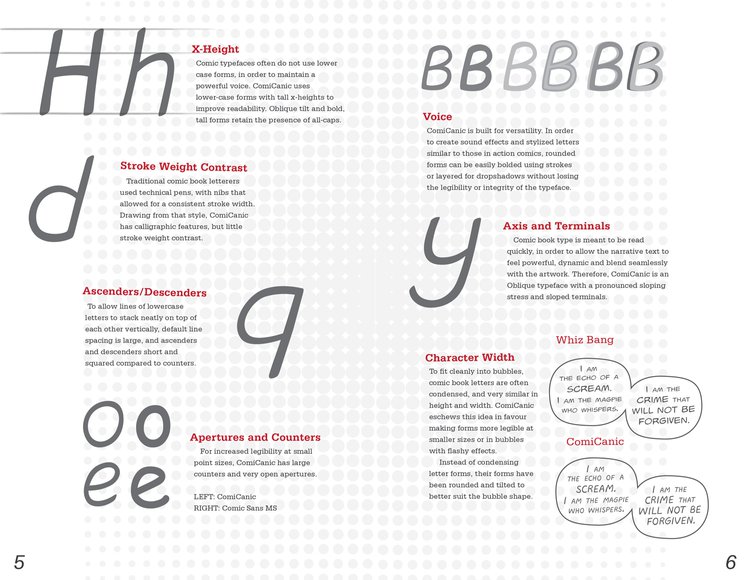 Hh
X-Height
Comic typefaces often do not use lower
case forms, in order to maintain a
powerful voice. ComiCanic uses
lower-case forms with tall x-heights to
improve readability. Oblique tilt and bold,
tall forms retain the presence of all-caps.
d
Stroke Weight Contrast
Traditional comic book letterers
used technical pens, with nibs that
allowed for a consistent stroke width.
Drawing from that style, ComiCanic
has calligraphic features, but little
stroke weight contrast.
Ascenders/Descenders
To allow lines of lowercase
letters to stack neatly on top of
each other vertically, default line
spacing is large, and ascenders
and descenders short and
squared compared to counters.
q
Oo
ee
Apertures and Counters
For increased legibility at small
point sizes, ComiCanic has large
counters and very open apertures.
LEFT: ComiCanic
RIGHT: Comic Sans MS
5
BB BB BB
Voice
ComiCanic is built for versatility. In order
to create sound effects and stylized letters
similar to those in action comics, rounded
forms can be easily bolded using strokes
or layered for dropshadows without losing
the legibility or integrity of the typeface.
y
Axis and Terminals
Comic book type is meant to be read
quickly, in order to allow the narrative text to
feel powerful, dynamic and blend seamlessly
with the artwork. Therefore, ComiCanic is an
Oblique typeface with a pronounced sloping
stress and sloped terminals.
Character Width
To fit cleanly into bubbles,
comic book letters are often
condensed, and very similar in
height and width. ComiCanic
eschews this idea in favour
making forms more legible at
smaller sizes or in bubbles
with flashy effects.
Instead of condensing
letter forms, their forms have
been rounded and tilted to
better suit the bubble shape.
Whiz Bang
I AM
THE ECHO OF A
SCREAM.
I AM THE MAGPIE
WHO WHISPERS.
I AM THE
CRIME THAT
WILL NOT BE
FORGIVEN.
ComiCanic
I AM
THE ECHO OF A
SCREAM.
I AM THE MAGPIE
WHO WHISPERS.
I AM THE
CRIME THAT
WILL NOT BE
FORGIVEN.
6